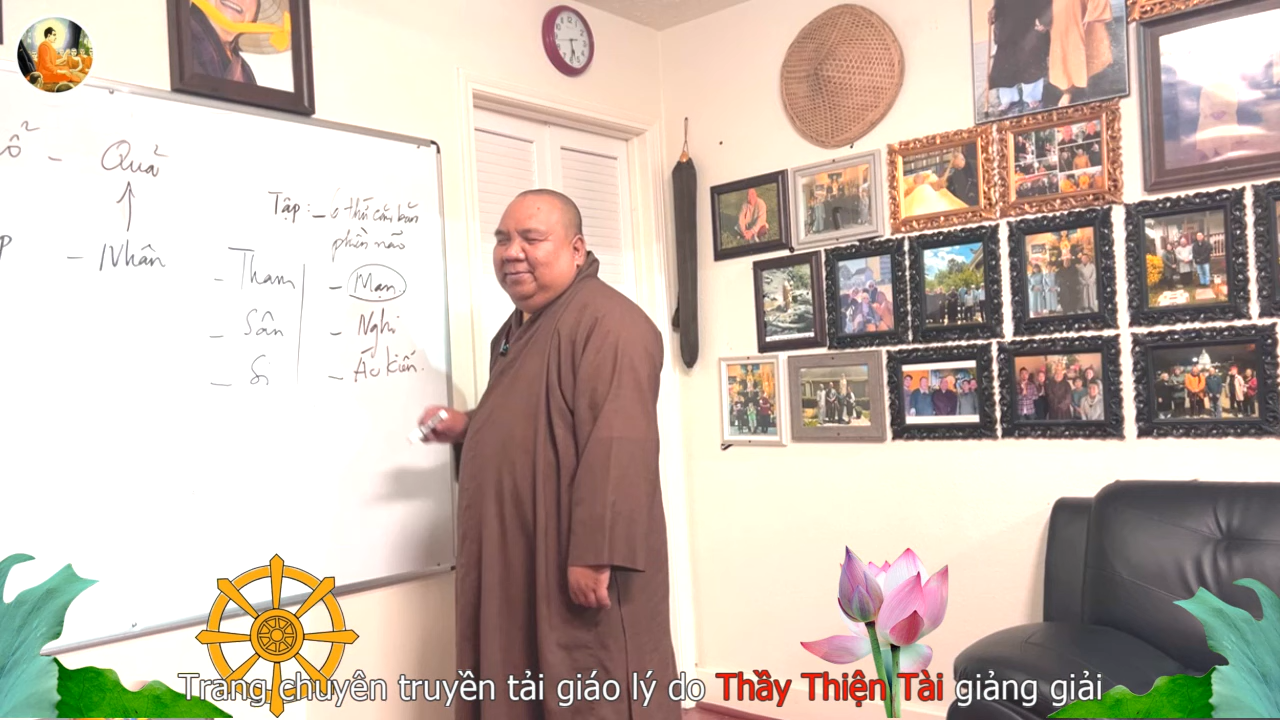 Khổ - Quả
- Nhân
Tập: - 6 thứ căn bản
phiền não
- Tham
- Sân
- Si
- Mạn
- Nghi
- Ác kiến.
Trang chuyên truyền tải giáo lý do Thầy Thiện Tài giảng giải